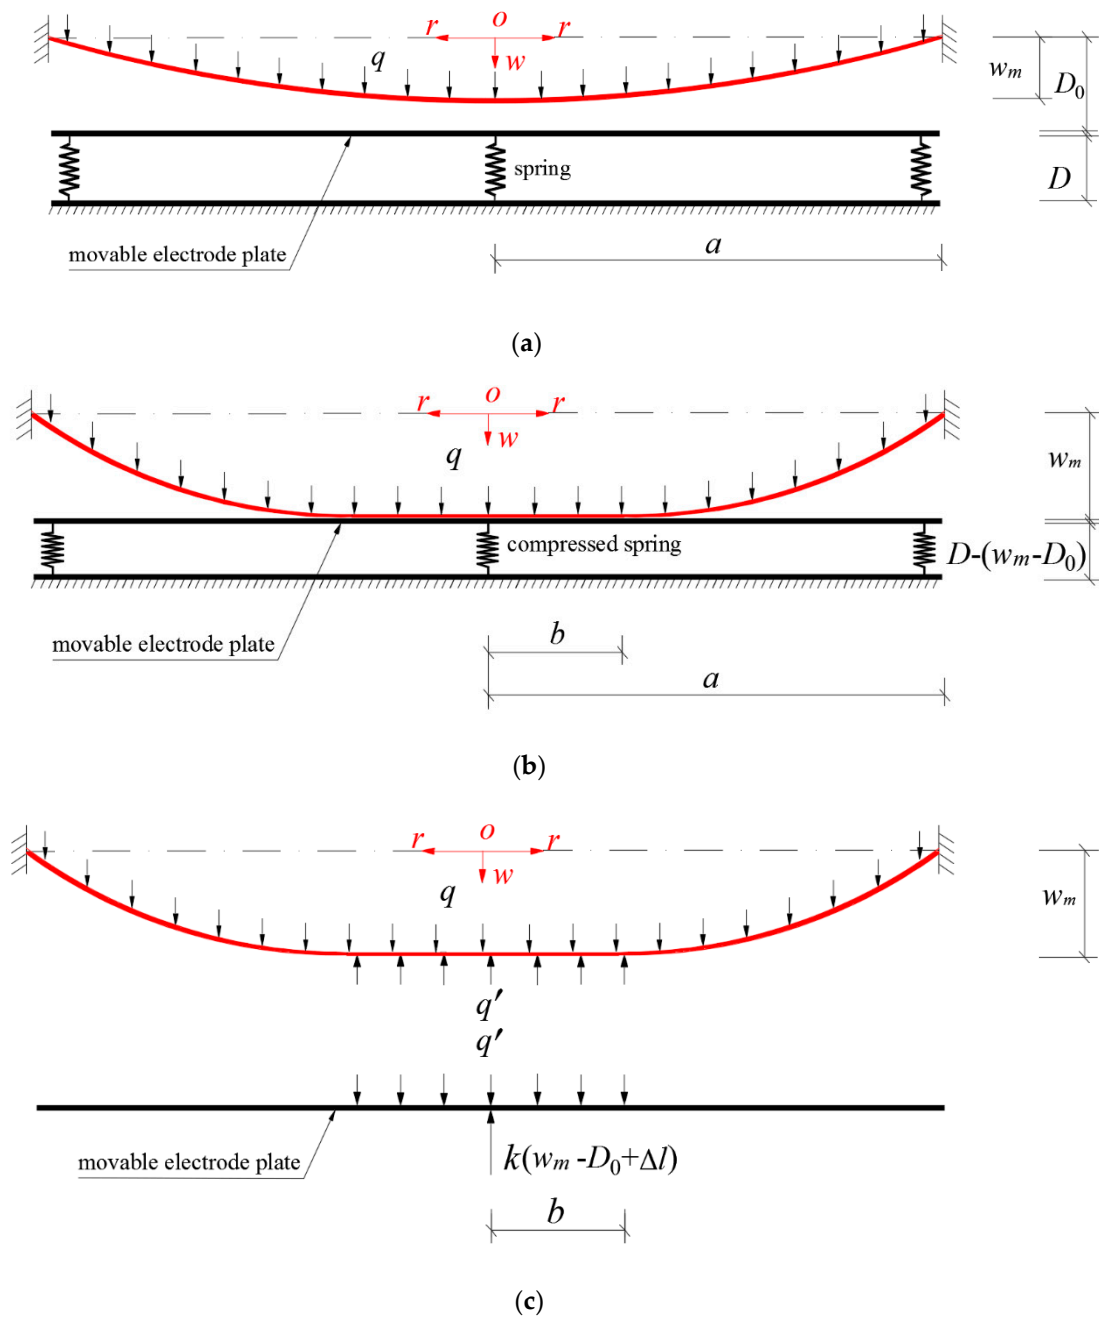 r o r
q w
wₘ D₀
spring
D
movable electrode plate
a
(a)
r o r
w
q wₘ
compressed spring D-(wₘ-D₀)
movable electrode plate
b
a
(b)
r o r
w
q wₘ
q′
q′
movable electrode plate
k(wₘ-D₀+Δl)
b
(c)